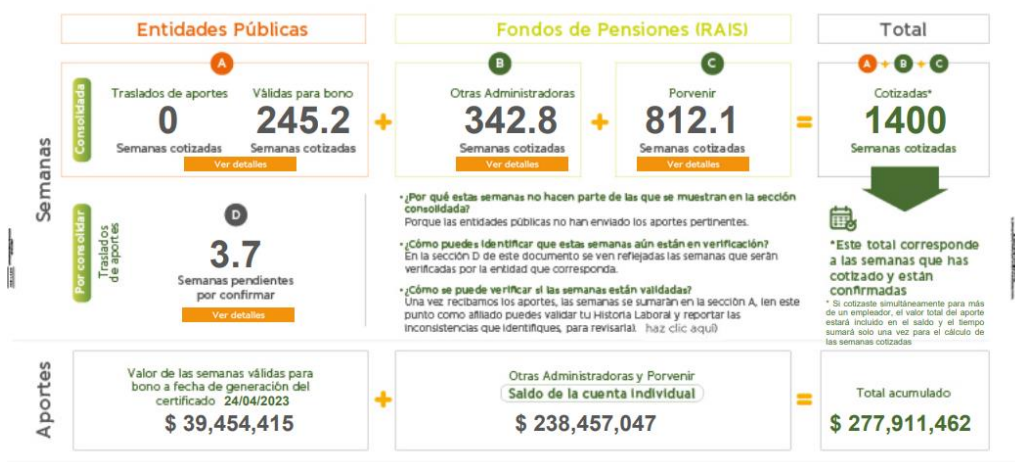 Entidades Públicas
Fondos de Pensiones (RAIS)
Total
A
B
C
A + B + C
Semanas
Consolidada
Traslados de aportes
Válidas para bono
0
245.2
Semanas cotizadas
Semanas cotizadas
Ver detalles
+
Otras Administradoras
342.8
Semanas cotizadas
Ver detalles
+
Porvenir
812.1
Semanas cotizadas
Ver detalles
=
Cotizadas*
1400
Semanas cotizadas
Por consolidar
Traslados
de aportes
D
3.7
Semanas pendientes
por confirmar
Ver detalles
• ¿Por qué estas semanas no hacen parte de las que se muestran en la sección
consolidada?
Porque las entidades públicas no han enviado los aportes pertinentes.
• ¿Cómo puedes identificar que estas semanas aún están en verificación?
En la sección D de este documento se ven reflejadas las semanas que serán
verificadas por la entidad que corresponda.
• ¿Cómo se puede verificar si las semanas están validadas?
Una vez recibamos los aportes, las semanas se sumarán en la sección A, (en este
punto como afiliado puedes validar tu Historia Laboral y reportar las
inconsistencias que identifiques, para revisarla). haz clic aquí)
*Este total corresponde
a las semanas que has
cotizado y están
confirmadas
* Si cotizaste simultáneamente para más
de un empleador, el valor total del aporte
estará incluido en el saldo y el tiempo
sumará solo una vez para el cálculo de
las semanas cotizadas
Aportes
Valor de las semanas válidas para
bono a fecha de generación del
certificado 24/04/2023
$ 39,454,415
+
Otras Administradoras y Porvenir
Saldo de la cuenta individual
$ 238,457,047
=
Total acumulado
$ 277,911,462